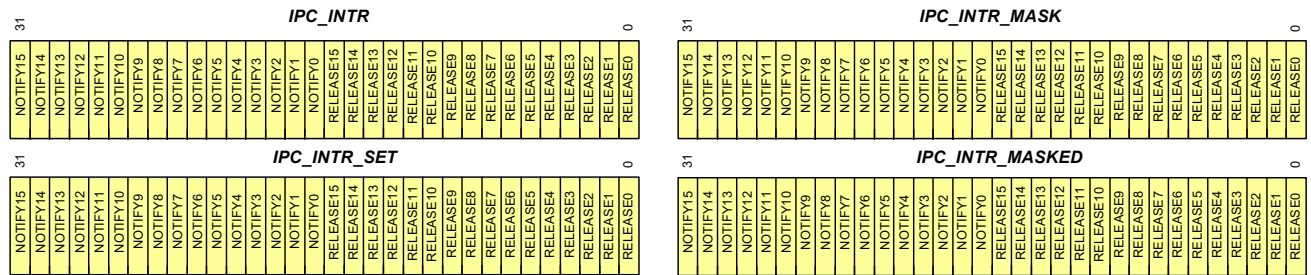 IPC_INTR
31 0
NOTIFY15 NOTIFY14 NOTIFY13 NOTIFY12 NOTIFY11 NOTIFY10 NOTIFY9 NOTIFY8 NOTIFY7 NOTIFY6 NOTIFY5 NOTIFY4 NOTIFY3 NOTIFY2 NOTIFY1 NOTIFY0 RELEASE15 RELEASE14 RELEASE13 RELEASE12 RELEASE11 RELEASE10 RELEASE9 RELEASE8 RELEASE7 RELEASE6 RELEASE5 RELEASE4 RELEASE3 RELEASE2 RELEASE1 RELEASE0
IPC_INTR_MASK
31 0
NOTIFY15 NOTIFY14 NOTIFY13 NOTIFY12 NOTIFY11 NOTIFY10 NOTIFY9 NOTIFY8 NOTIFY7 NOTIFY6 NOTIFY5 NOTIFY4 NOTIFY3 NOTIFY2 NOTIFY1 NOTIFY0 RELEASE15 RELEASE14 RELEASE13 RELEASE12 RELEASE11 RELEASE10 RELEASE9 RELEASE8 RELEASE7 RELEASE6 RELEASE5 RELEASE4 RELEASE3 RELEASE2 RELEASE1 RELEASE0
IPC_INTR_SET
31 0
NOTIFY15 NOTIFY14 NOTIFY13 NOTIFY12 NOTIFY11 NOTIFY10 NOTIFY9 NOTIFY8 NOTIFY7 NOTIFY6 NOTIFY5 NOTIFY4 NOTIFY3 NOTIFY2 NOTIFY1 NOTIFY0 RELEASE15 RELEASE14 RELEASE13 RELEASE12 RELEASE11 RELEASE10 RELEASE9 RELEASE8 RELEASE7 RELEASE6 RELEASE5 RELEASE4 RELEASE3 RELEASE2 RELEASE1 RELEASE0
IPC_INTR_MASKED
31 0
NOTIFY15 NOTIFY14 NOTIFY13 NOTIFY12 NOTIFY11 NOTIFY10 NOTIFY9 NOTIFY8 NOTIFY7 NOTIFY6 NOTIFY5 NOTIFY4 NOTIFY3 NOTIFY2 NOTIFY1 NOTIFY0 RELEASE15 RELEASE14 RELEASE13 RELEASE12 RELEASE11 RELEASE10 RELEASE9 RELEASE8 RELEASE7 RELEASE6 RELEASE5 RELEASE4 RELEASE3 RELEASE2 RELEASE1 RELEASE0